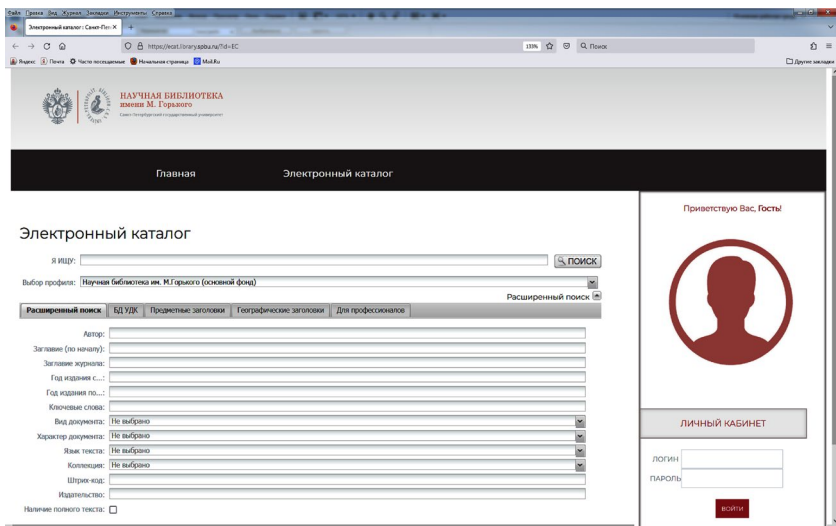 Файл Правка Вид Журнал Закладки Инструменты Справка
Электронный каталог : Санкт-Пет
https://ecat.library.spbu.ru/?id=EC
133%
Поиск
Яндекс Почта Часто посещаемые Начальная страница Mail.Ru Другие закладки
НАУЧНАЯ БИБЛИОТЕКА
имени М. Горького
Санкт-Петербургский государственный университет
Главная Электронный каталог
Приветствую Вас, Гость!
Электронный каталог
Я ИЩУ: ПОИСК
Выбор профиля: Научная библиотека им. М.Горького (основной фонд)
Расширенный поиск
Расширенный поиск БД УДК Предметные заголовки Географические заголовки Для профессионалов
Автор:
Заглавие (по началу):
Заглавие журнала:
Год издания с...:
Год издания по...:
Ключевые слова:
Вид документа: Не выбрано
Характер документа: Не выбрано
Язык текста: Не выбрано
Коллекция: Не выбрано
Штрих-код:
Издательство:
Наличие полного текста:
ЛИЧНЫЙ КАБИНЕТ
ЛОГИН
ПАРОЛЬ
ВОЙТИ